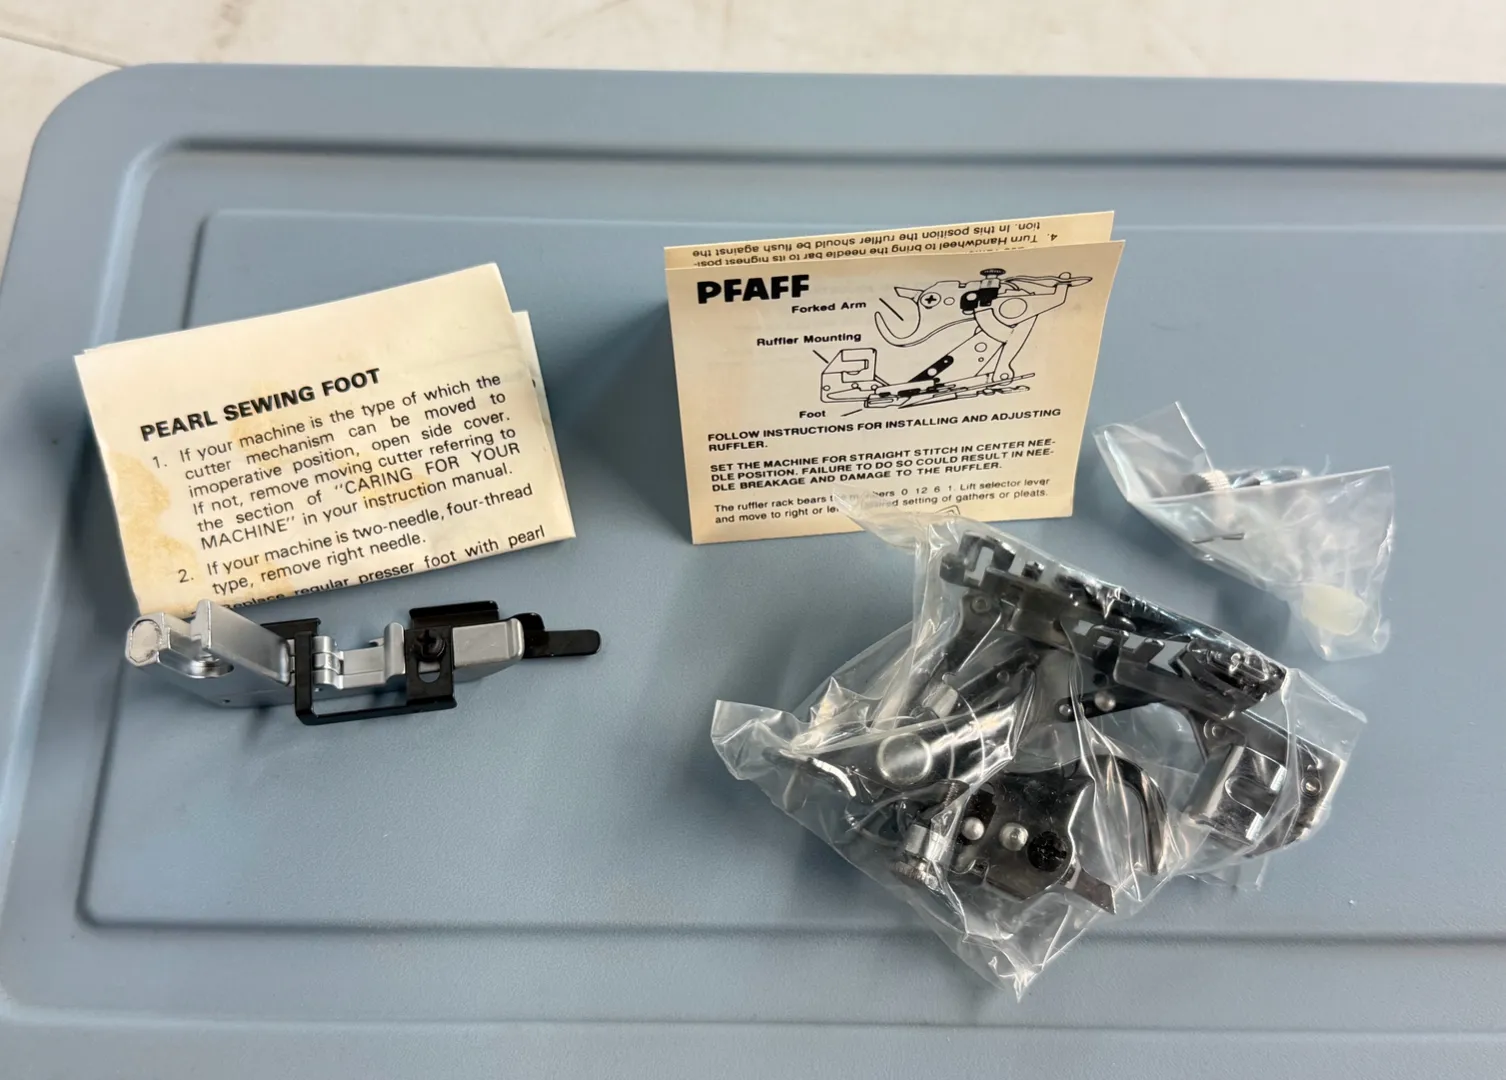 PEARL SEWING FOOT
1. If your machine is the type of which the
cutter mechanism can be moved to
imoperative position, open side cover.
If not, remove moving cutter referring to
the section of "CARING FOR YOUR
MACHINE" in your instruction manual.
2. If your machine is two-needle, four-thread
type, remove right needle.
regular presser foot with pearl
4. Turn Handwheel to bring the needle bar to its highest posi-
tion. In this position the ruffler should be flush against the
PFAFF
Forked Arm
Ruffler Mounting
Foot
FOLLOW INSTRUCTIONS FOR INSTALLING AND ADJUSTING
RUFFLER.
SET THE MACHINE FOR STRAIGHT STITCH IN CENTER NEE-
DLE POSITION. FAILURE TO DO SO COULD RESULT IN NEE-
DLE BREAKAGE AND DAMAGE TO THE RUFFLER.
The ruffler rack bears the numbers 0 12 6 1. Lift selector lever
and move to right or setting of gathers or pleats.